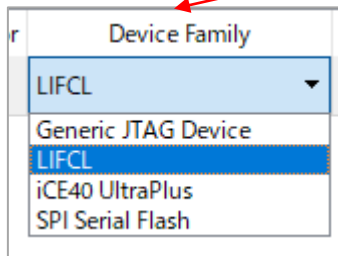 r Device Family
LIFCL
Generic JTAG Device
LIFCL
iCE40 UltraPlus
SPI Serial Flash